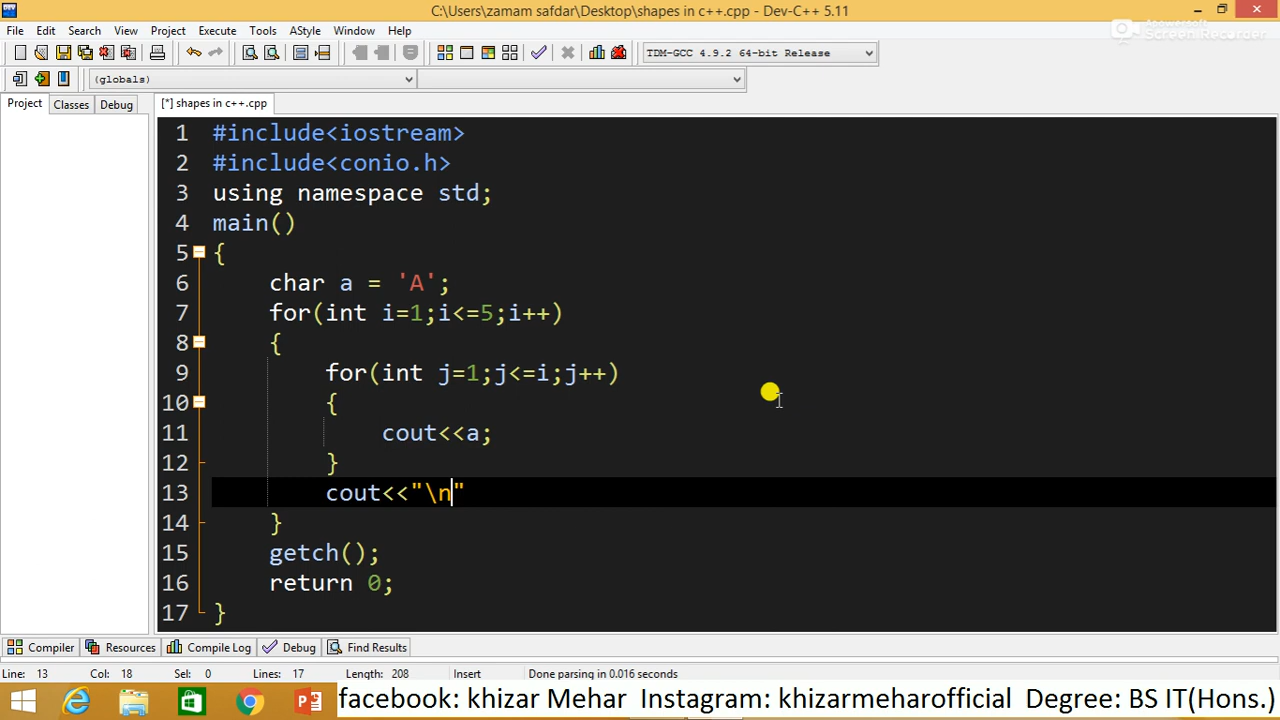 C:\Users\zamam safdar\Desktop\shapes in c++.cpp - Dev-C++ 5.11
File Edit Search View Project Execute Tools AStyle Window Help
Apowersoft
Screen Recorder
TDM-GCC 4.9.2 64-bit Release
(globals)
Project Classes Debug
[*] shapes in c++.cpp
1 #include<iostream>
2 #include<conio.h>
3 using namespace std;
4 main()
5 {
6 char a = 'A';
7 for(int i=1;i<=5;i++)
8 {
9 for(int j=1;j<=i;j++)
10 {
11 cout<<a;
12 }
13 cout<<"\n"
14 }
15 getch();
16 return 0;
17 }
Compiler Resources Compile Log Debug Find Results
Line: 13 Col: 18 Sel: 0 Lines: 17 Length: 208 Insert Done parsing in 0.016 seconds
facebook: khizar Mehar Instagram: khizarmeharofficial Degree: BS IT(Hons.)